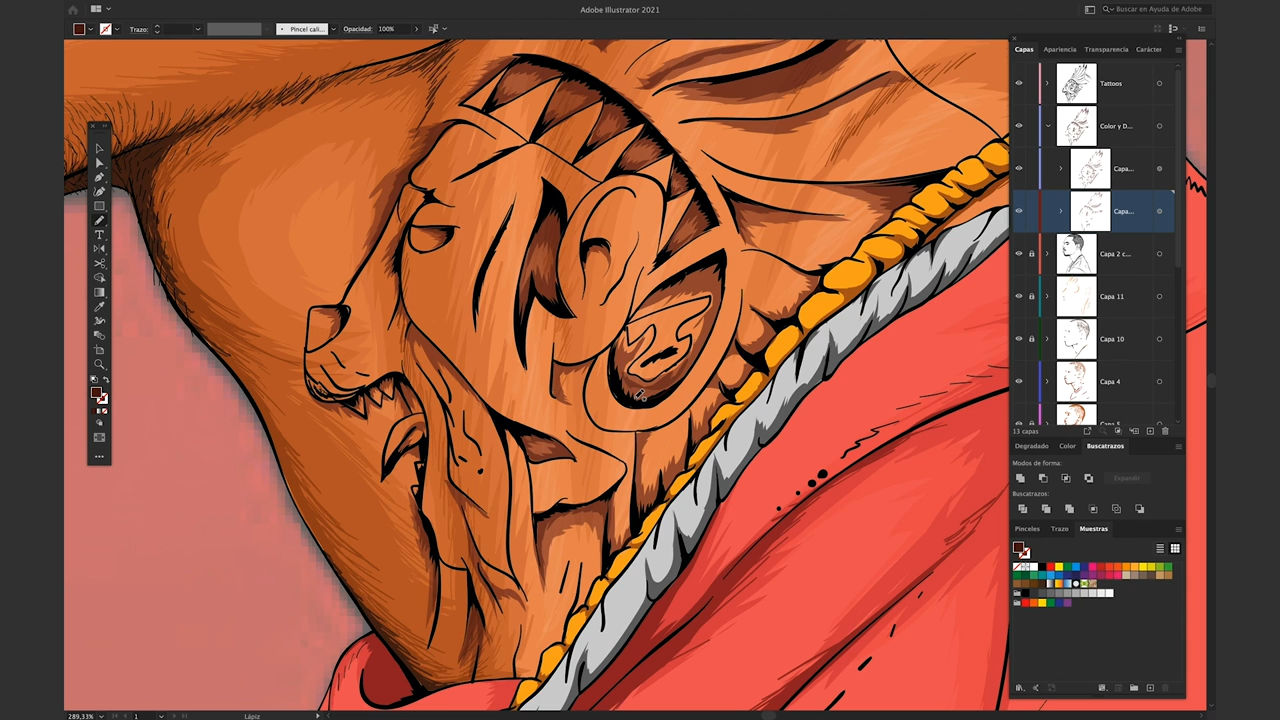 Adobe Illustrator 2021
Buscar en Ayuda de Adobe
Trazo:
Pincel cali...
Opacidad: 100%
Capas Apariencia Transparencia Carácter
Tattoos
Color y D...
Capa...
Capa...
Capa 2 c...
Capa 11
Capa 10
Capa 4
13 capas
Degradado Color Buscatrazos
Modos de forma:
Expandir
Buscatrazos:
Pinceles Trazo Muestras
289,33% 1 Lápiz